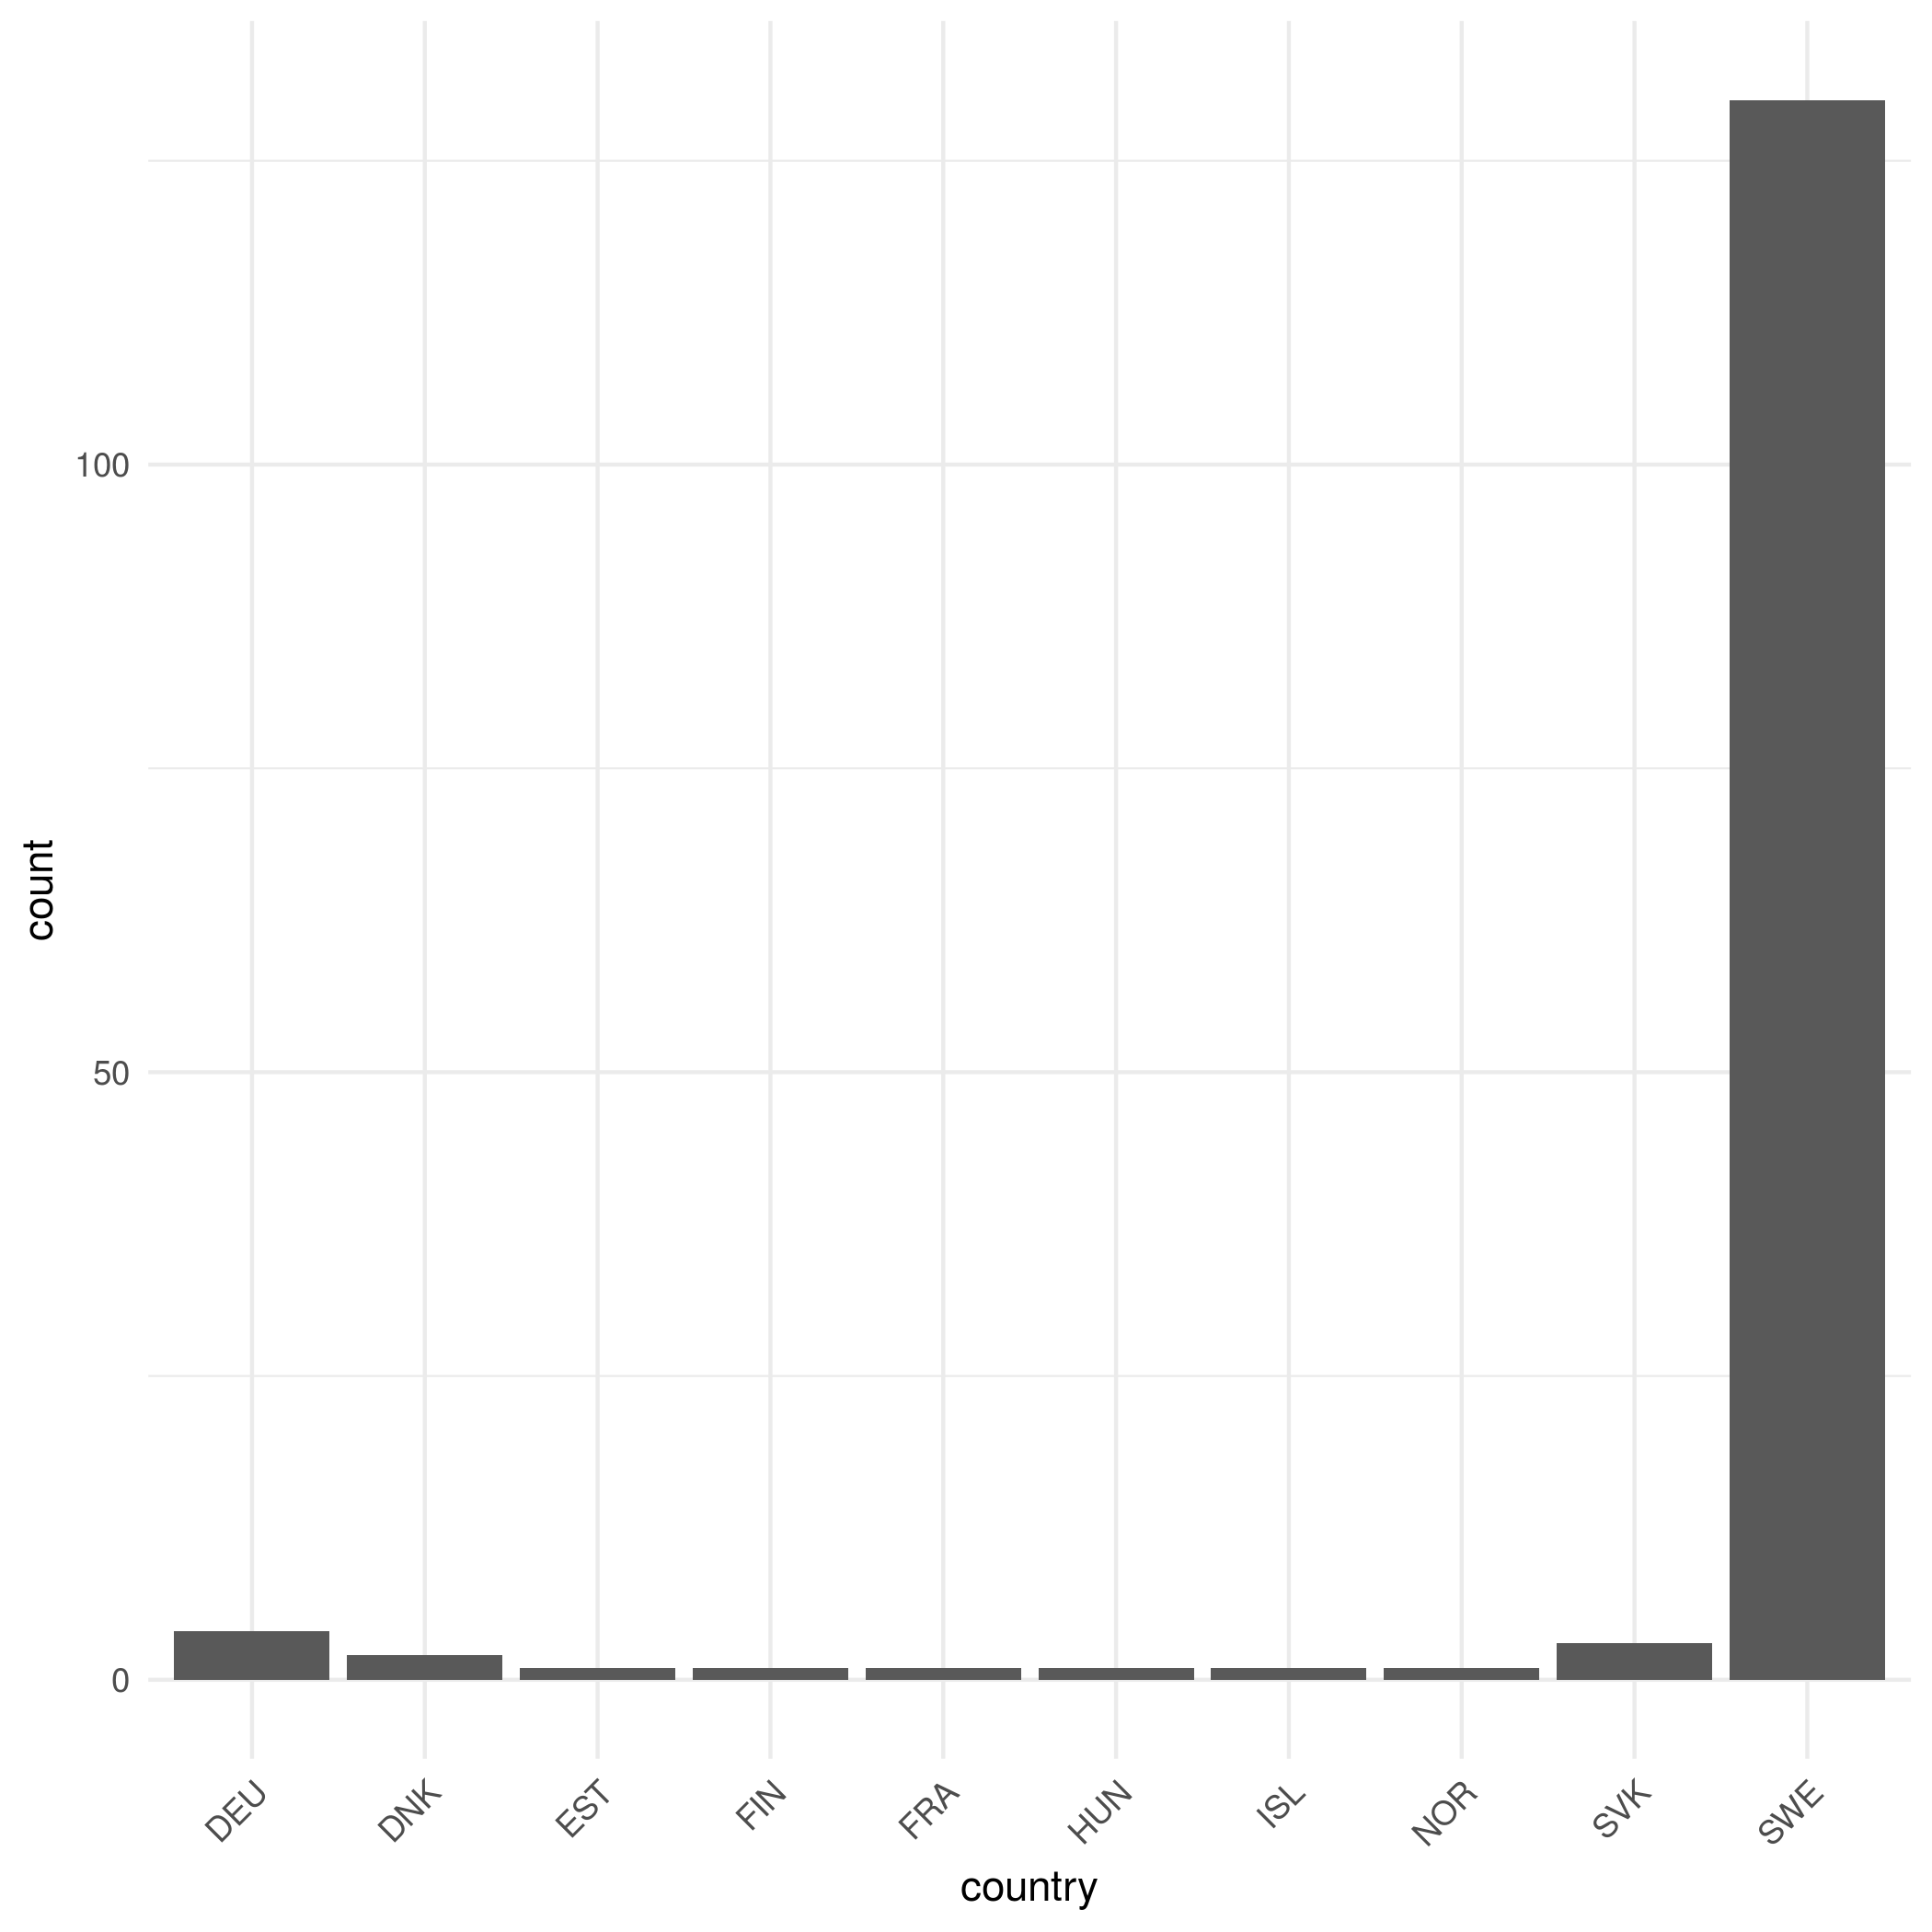 count
100
50
0
DEU
DNK
EST
FIN
FRA
HUN
ISL
NOR
SVK
SWE
country